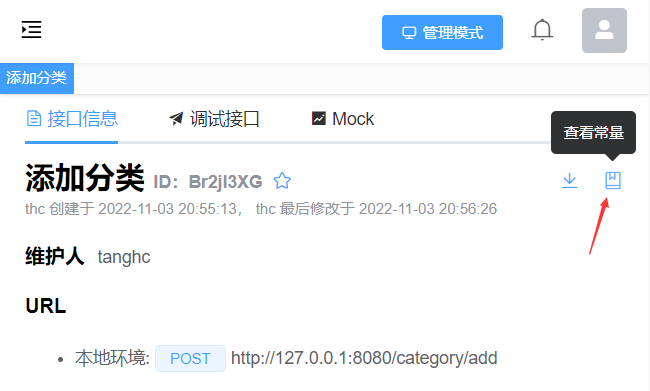 管理模式
添加分类
接口信息 调试接口 Mock
查看常量
添加分类 ID: Br2jI3XG
thc 创建于 2022-11-03 20:55:13, thc 最后修改于 2022-11-03 20:56:26
维护人 tanghc
URL
• 本地环境: POST http://127.0.0.1:8080/category/add